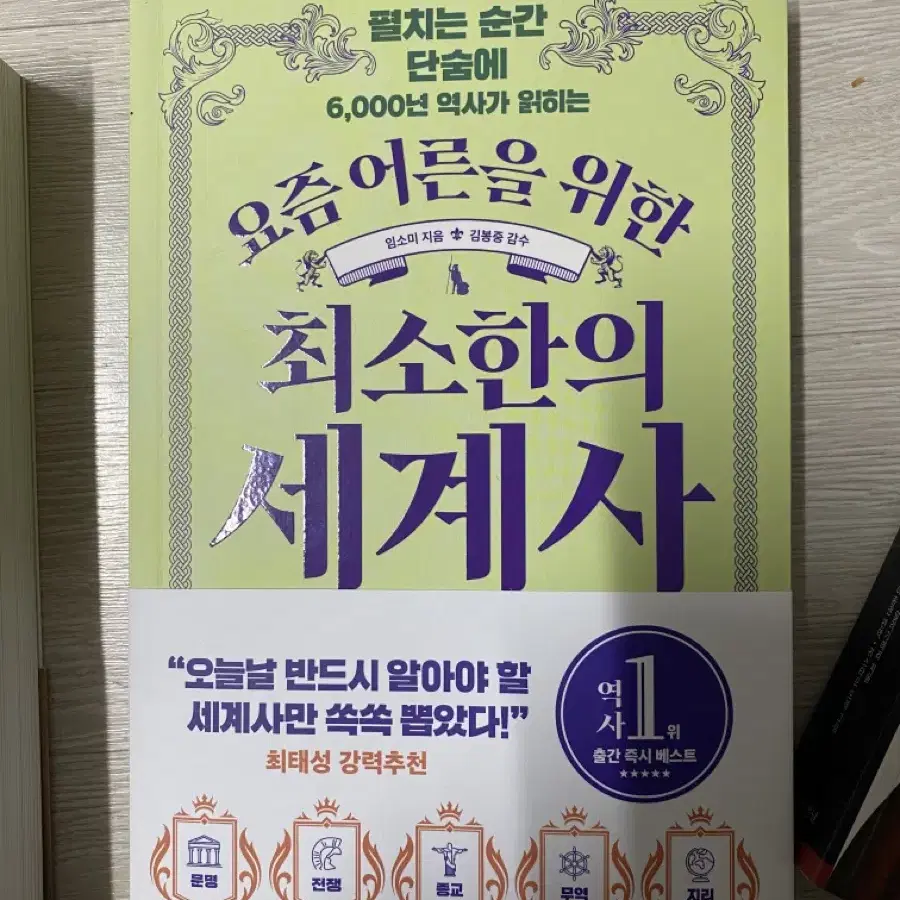 펼치는 순간
단숨에
6,000년 역사가 읽히는
요즘 어른을 위한
임소미 지음 김봉중 감수
최소한의
세계사
“오늘날 반드시 알아야 할
세계사만 쏙쏙 뽑았다!”
최태성 강력추천
역사 1위
출간 즉시 베스트
문명 전쟁 종교 무역 지리